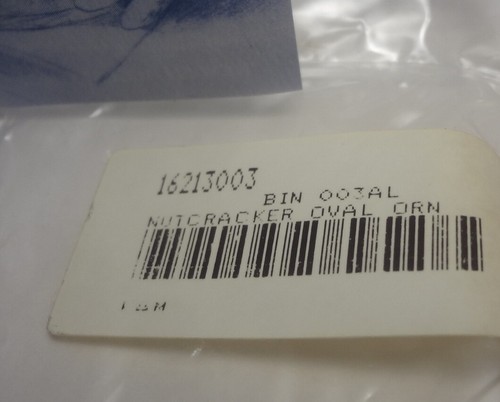 16213003
BIN 003AL
NUTCRACKER OVAL ORN